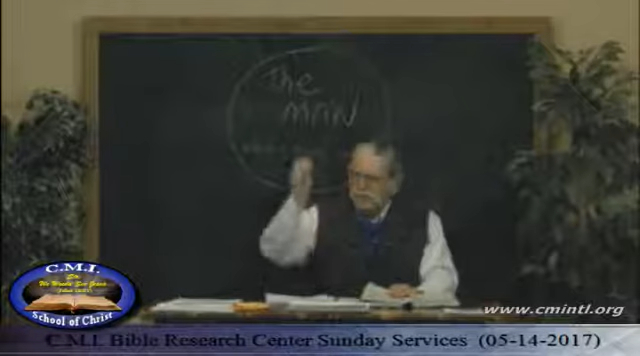 the
MAN
C.M.I.
Sir,
We Would See Jesus
School of Christ
www.cmintl.org
C.M.I. Bible Research Center Sunday Services (05-14-2017)